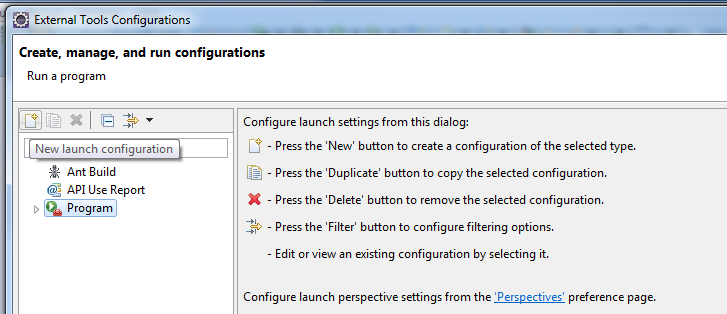 External Tools Configurations
Create, manage, and run configurations
Run a program
New launch configuration
Ant Build
API Use Report
Program
Configure launch settings from this dialog:
- Press the 'New' button to create a configuration of the selected type.
- Press the 'Duplicate' button to copy the selected configuration.
- Press the 'Delete' button to remove the selected configuration.
- Press the 'Filter' button to configure filtering options.
- Edit or view an existing configuration by selecting it.
Configure launch perspective settings from the 'Perspectives' preference page.